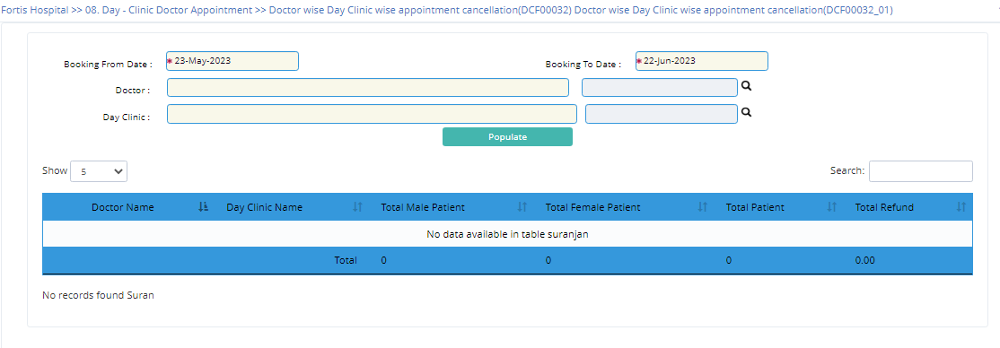 Fortis Hospital >> 08. Day - Clinic Doctor Appointment >> Doctor wise Day Clinic wise appointment cancellation(DCF00032) Doctor wise Day Clinic wise appointment cancellation(DCF00032_01)
Booking From Date : * 23-May-2023 Booking To Date : * 22-Jun-2023
Doctor :
Day Clinic :
Populate
Show 5 Search:
Doctor Name Day Clinic Name Total Male Patient Total Female Patient Total Patient Total Refund
No data available in table suranjan
Total 0 0 0 0.00
No records found Suran